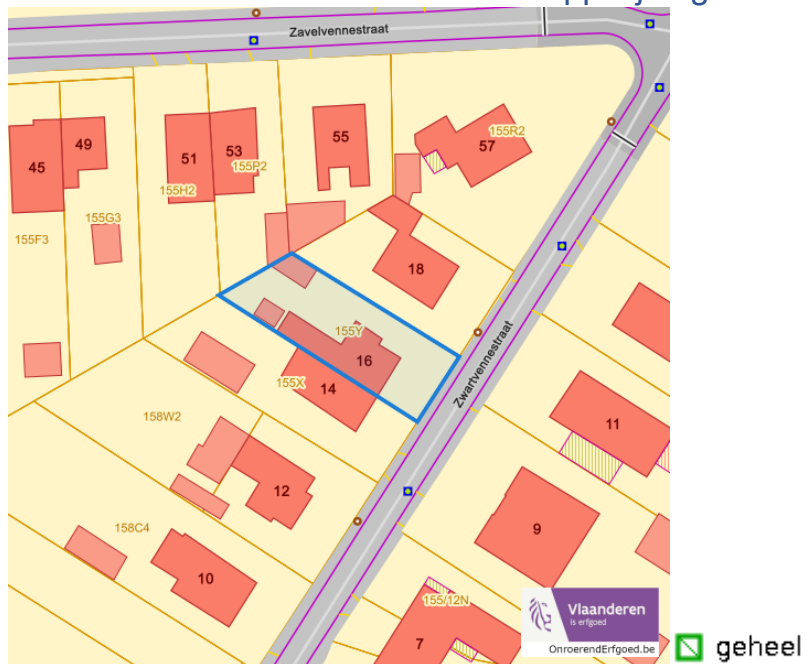 Zavelvennestraat
55
155R2
57
49
51
53
45
155P2
155H2
155G3
155F3
18
155Y
16
Zwartvennestraat
155X
14
158W2
11
12
9
158C4
10
155/12N
Vlaanderen
is erfgoed
7
OnroerendErfgoed.be
geheel